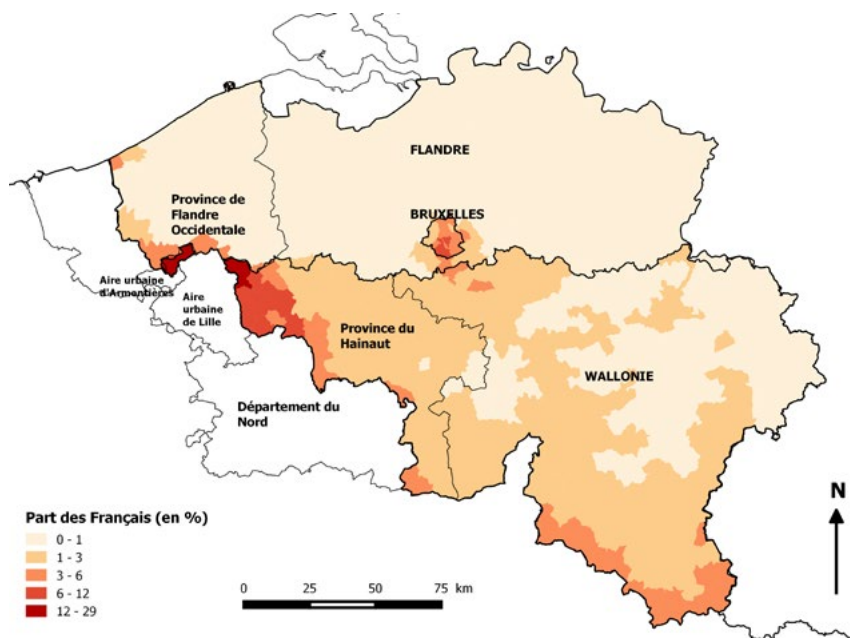 FLANDRE
Province de
Flandre
Occidentale
BRUXELLES
Aire urbaine
d'Armentières
Aire
urbaine
de Lille
Province du
Hainaut
WALLONIE
Département du
Nord
Part des Français (en %)
0 - 1
1 - 3
3 - 6
6 - 12
12 - 29
0 25 50 75 km
N